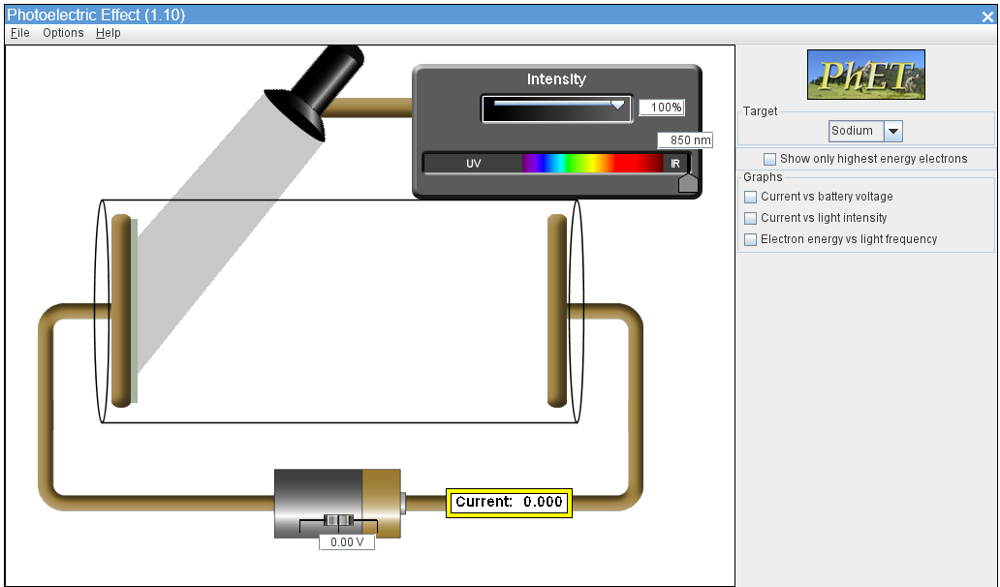 Photoelectric Effect (1.10)
File Options Help
Intensity
100%
850 nm
UV IR
Current: 0.000
0.00 V
PhET
Target
Sodium
Show only highest energy electrons
Graphs
Current vs battery voltage
Current vs light intensity
Electron energy vs light frequency